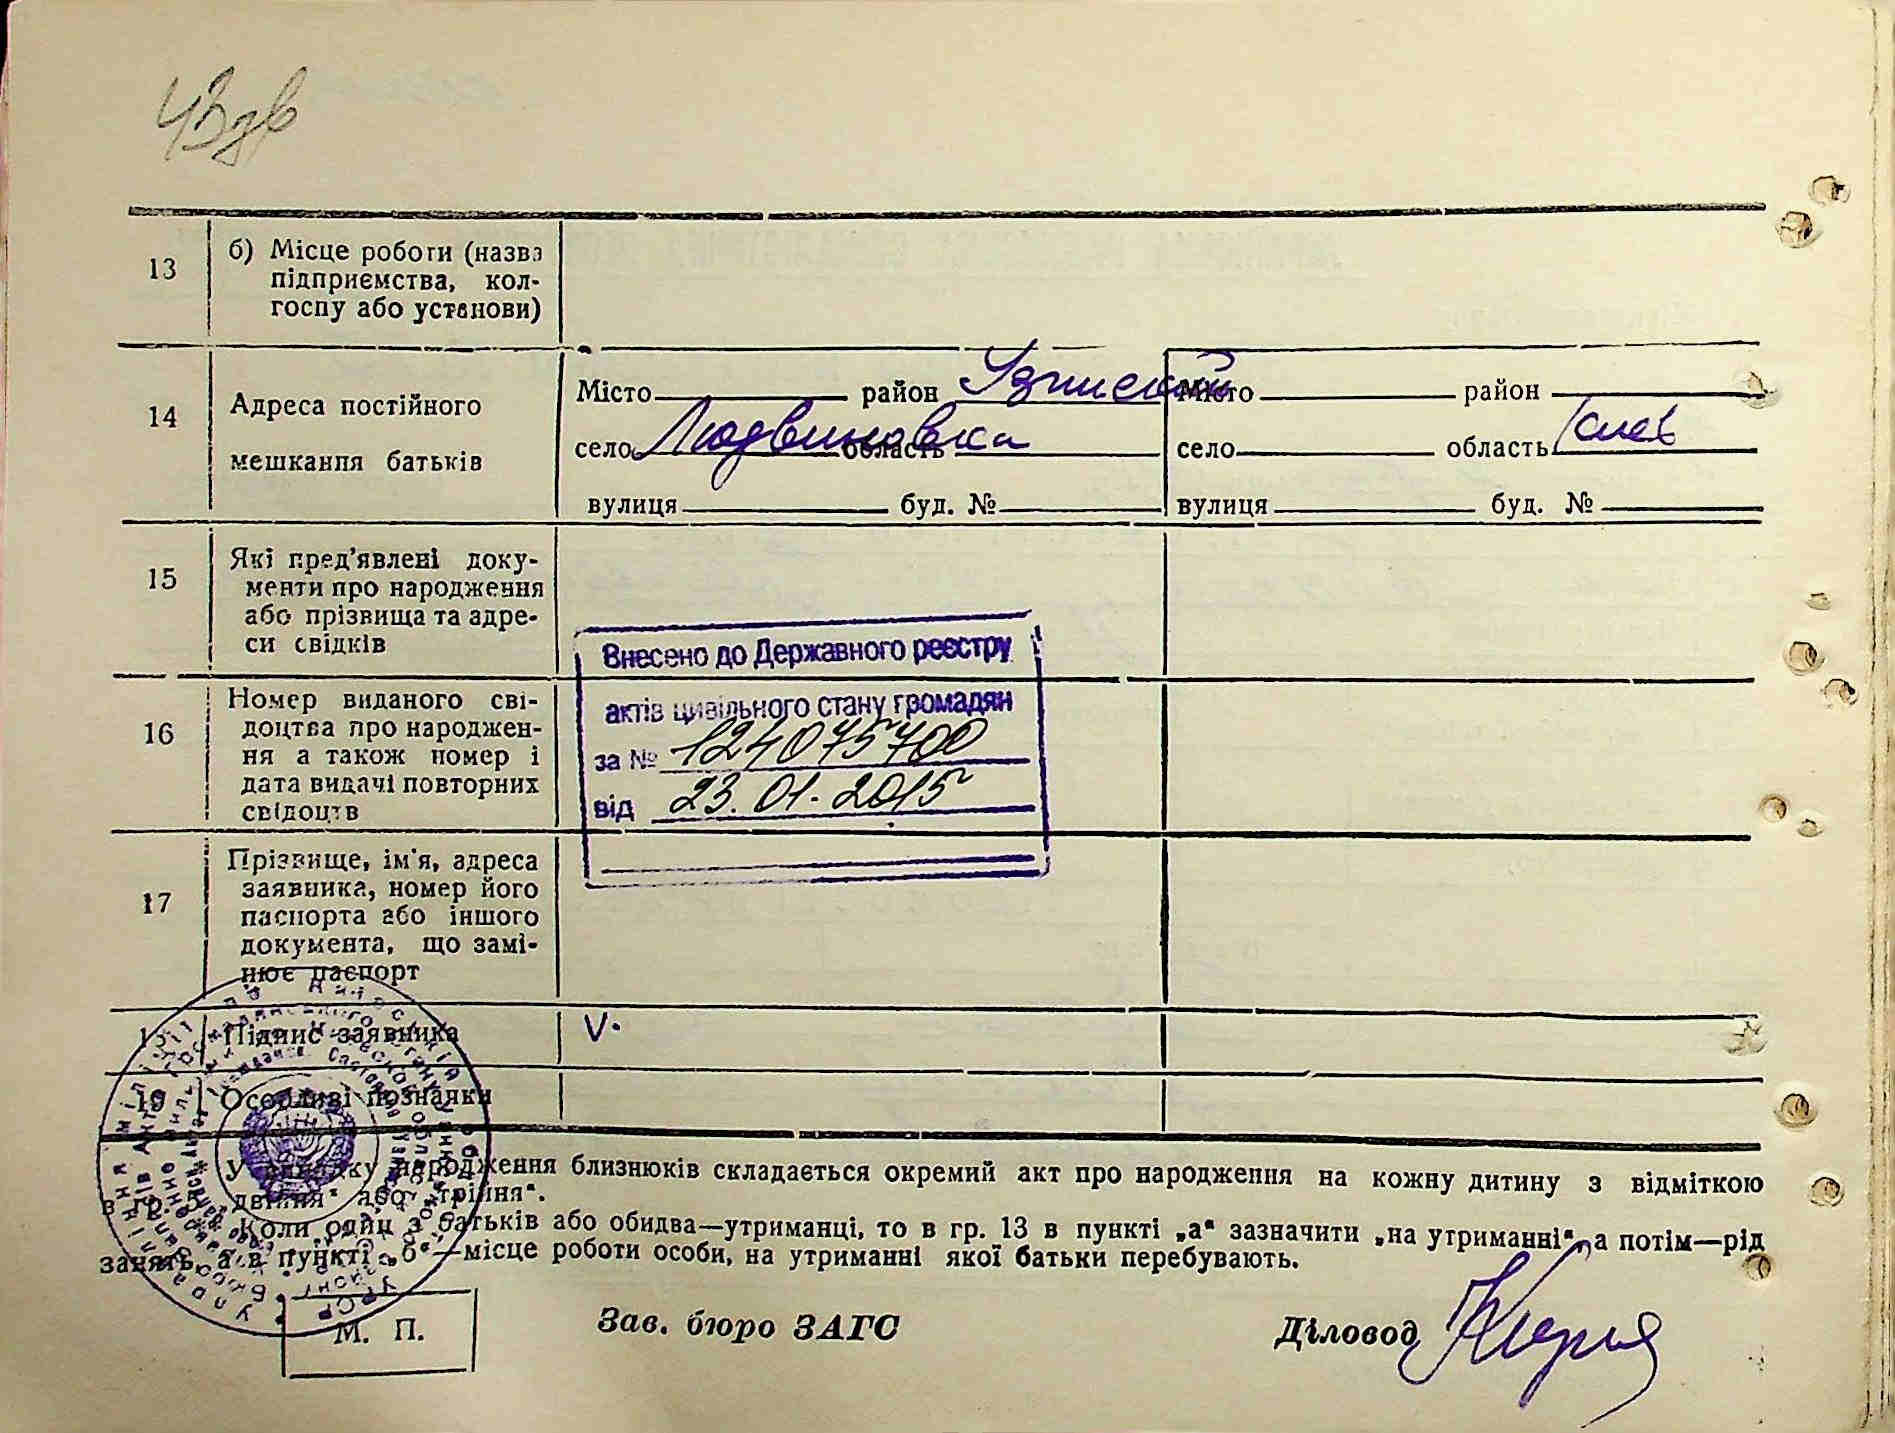 13
б) Місце роботи (назва
підприємства, кол-
госпу або установи)
14
Адреса постійного
мешкання батьків
Місто район Узинский
село Людвиновка область
вулиця буд. №
Місто район
село область Киев
вулиця буд. №
15
Які пред'явлені доку-
менти про народження
або прізвища та адре-
си свідків
16
Номер виданого сві-
доцтва про народжен-
ня а також номер і
дата видачі повторних
свідоцтв
Внесено до Державного реєстру
актів цивільного стану громадян
за № 124075700
від 23.01.2015
17
Прізвище, ім'я, адреса
заявника, номер його
паспорта або іншого
документа, що замі-
нює паспорт
Підпис заявника
V.
19
Особливі познаяки
У випадку народження близнюків складається окремий акт про народження на кожну дитину з відміткою
в гр. „двійня“ або „трійня“.
Коли один з батьків або обидва—утриманці, то в гр. 13 в пункті „а“ зазначити „на утриманні“, а потім—рід
занять, а в пункті „б“—місце роботи особи, на утриманні якої батьки перебувають.
М. П.
Зав. бюро ЗАГС
Діловод